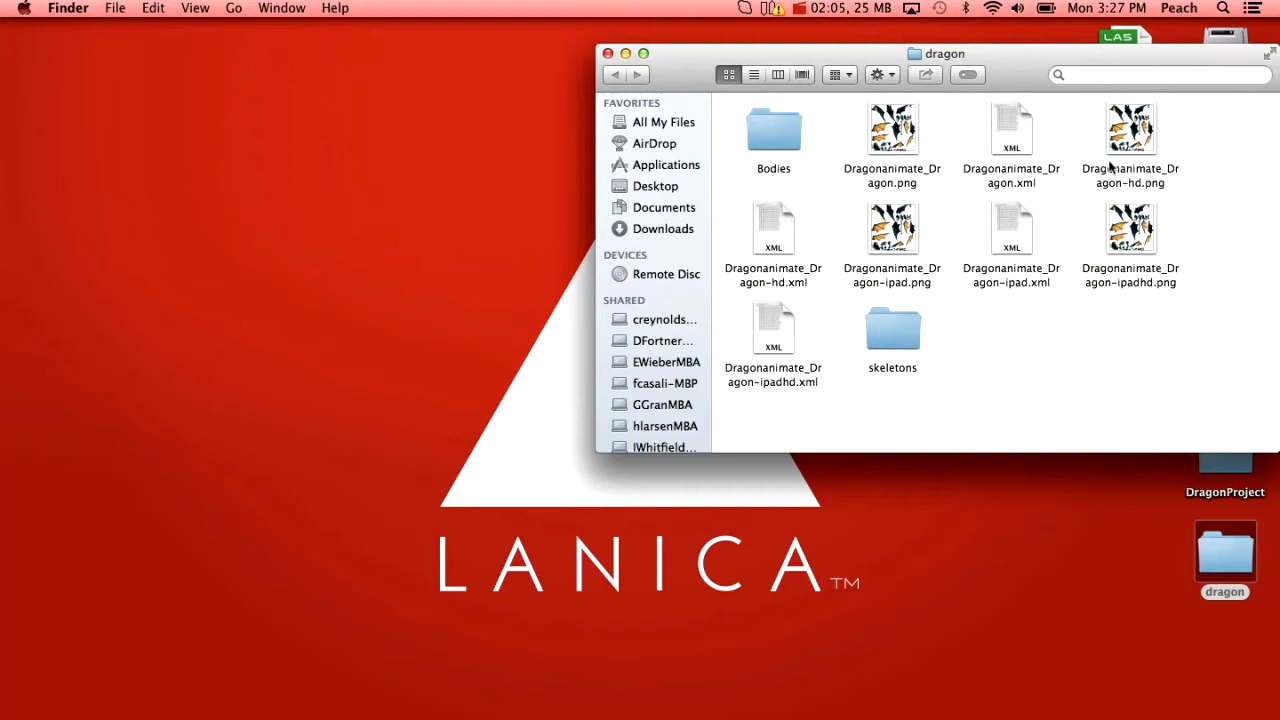 Finder File Edit View Go Window Help 02:05, 25 MB Mon 3:27 PM Peach
LAS
dragon
FAVORITES
All My Files
AirDrop
Applications
Desktop
Documents
Downloads
DEVICES
Remote Disc
SHARED
creynolds...
DFortner...
EWieberMBA
fcasali-MBP
GGranMBA
hlarsenMBA
IWhitfield...
Bodies
Dragonanimate_Dr
agon.png
XML
Dragonanimate_Dr
agon.xml
Dragonanimate_Dr
agon-hd.png
XML
Dragonanimate_Dr
agon-hd.xml
Dragonanimate_Dr
agon-ipad.png
XML
Dragonanimate_Dr
agon-ipad.xml
Dragonanimate_Dr
agon-ipadhd.png
XML
Dragonanimate_Dr
agon-ipadhd.xml
skeletons
DragonProject
dragon
LANICA™